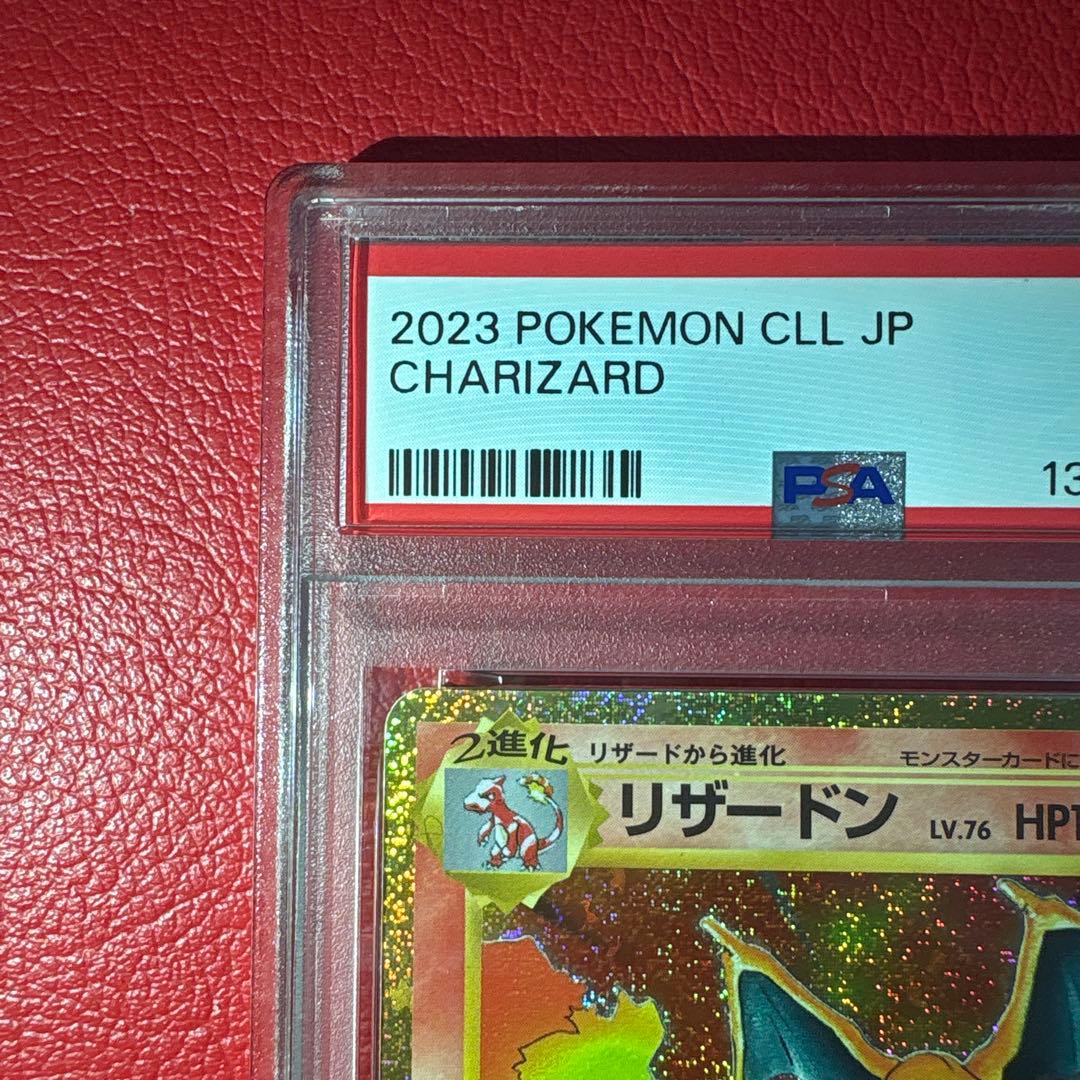 2023 POKEMON CLL JP
CHARIZARD
PSA
13
2進化
リザードから進化
モンスターカードに
リザードン
LV.76
HP1